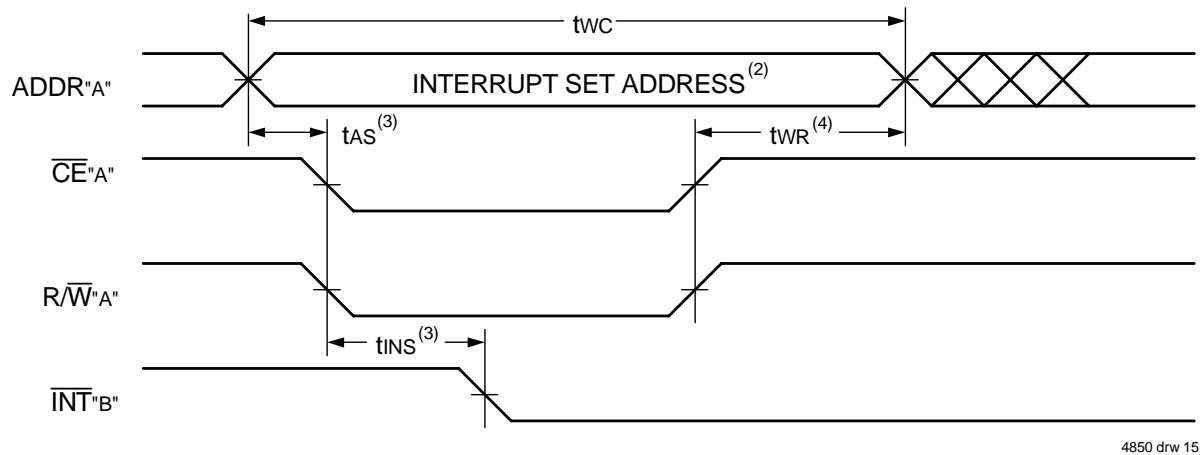 tWC
ADDR"A"
INTERRUPT SET ADDRESS(2)
tAS(3)
tWR(4)
CE"A"
R/W"A"
tINS(3)
INT"B"
4850 drw 15